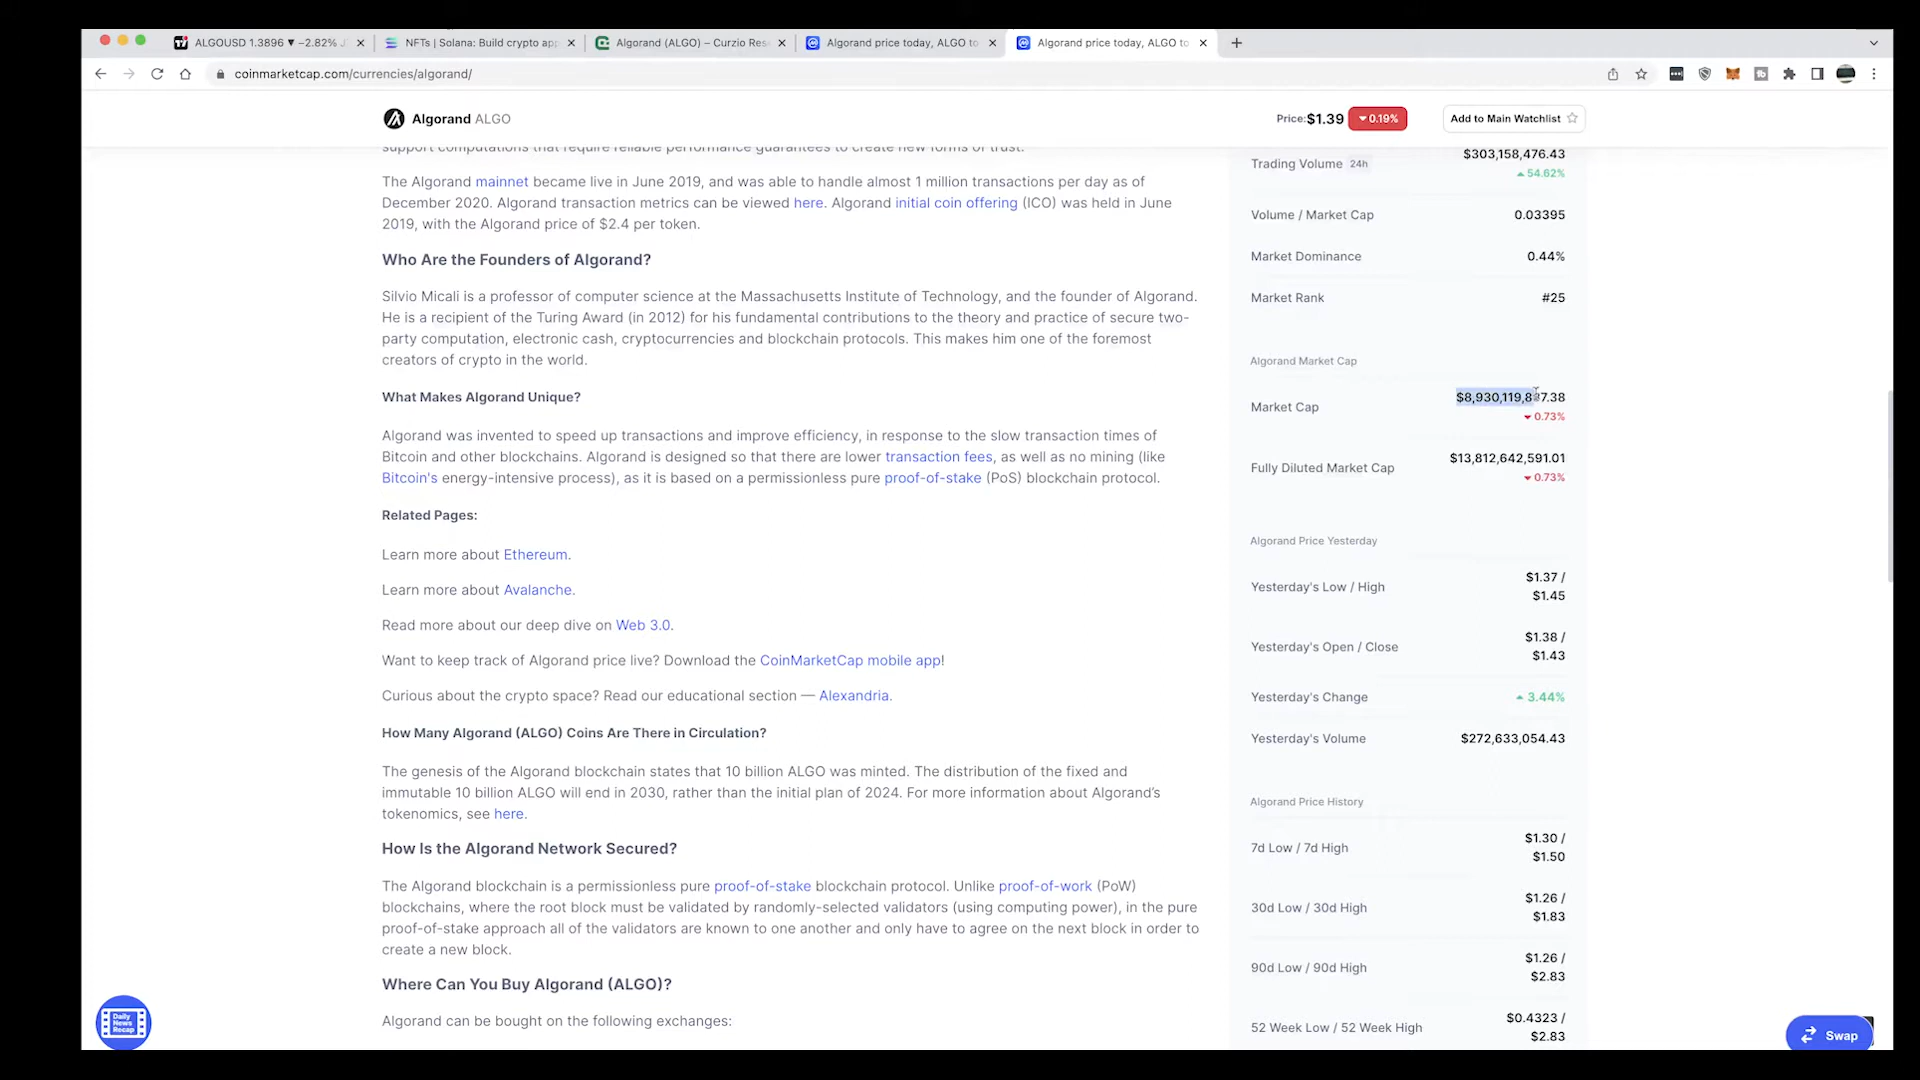 ALGOUSD 1.3896 ▼ −2.82%
NFTs | Solana: Build crypto app
Algorand (ALGO) – Curzio Res
Algorand price today, ALGO to
Algorand price today, ALGO to
coinmarketcap.com/currencies/algorand/
Algorand ALGO
Price:$1.39 0.19%
Add to Main Watchlist
support computations that require reliable performance guarantees to create new forms of trust.
The Algorand mainnet became live in June 2019, and was able to handle almost 1 million transactions per day as of
December 2020. Algorand transaction metrics can be viewed here. Algorand initial coin offering (ICO) was held in June
2019, with the Algorand price of $2.4 per token.
Who Are the Founders of Algorand?
Silvio Micali is a professor of computer science at the Massachusetts Institute of Technology, and the founder of Algorand.
He is a recipient of the Turing Award (in 2012) for his fundamental contributions to the theory and practice of secure two-
party computation, electronic cash, cryptocurrencies and blockchain protocols. This makes him one of the foremost
creators of crypto in the world.
What Makes Algorand Unique?
Algorand was invented to speed up transactions and improve efficiency, in response to the slow transaction times of
Bitcoin and other blockchains. Algorand is designed so that there are lower transaction fees, as well as no mining (like
Bitcoin's energy-intensive process), as it is based on a permissionless pure proof-of-stake (PoS) blockchain protocol.
Related Pages:
Learn more about Ethereum.
Learn more about Avalanche.
Read more about our deep dive on Web 3.0.
Want to keep track of Algorand price live? Download the CoinMarketCap mobile app!
Curious about the crypto space? Read our educational section — Alexandria.
How Many Algorand (ALGO) Coins Are There in Circulation?
The genesis of the Algorand blockchain states that 10 billion ALGO was minted. The distribution of the fixed and
immutable 10 billion ALGO will end in 2030, rather than the initial plan of 2024. For more information about Algorand's
tokenomics, see here.
How Is the Algorand Network Secured?
The Algorand blockchain is a permissionless pure proof-of-stake blockchain protocol. Unlike proof-of-work (PoW)
blockchains, where the root block must be validated by randomly-selected validators (using computing power), in the pure
proof-of-stake approach all of the validators are known to one another and only have to agree on the next block in order to
create a new block.
Where Can You Buy Algorand (ALGO)?
Algorand can be bought on the following exchanges:
Trading Volume 24h
$303,158,476.43
54.62%
Volume / Market Cap
0.03395
Market Dominance
0.44%
Market Rank
#25
Algorand Market Cap
Market Cap
0.73%
Fully Diluted Market Cap
$13,812,642,591.01
0.73%
Algorand Price Yesterday
Yesterday's Low / High
$1.37 /
$1.45
Yesterday's Open / Close
$1.38 /
$1.43
Yesterday's Change
3.44%
Yesterday's Volume
$272,633,054.43
Algorand Price History
7d Low / 7d High
$1.30 /
$1.50
30d Low / 30d High
$1.26 /
$1.83
90d Low / 90d High
$1.26 /
$2.83
52 Week Low / 52 Week High
$0.4323 /
$2.83
Daily
News
Recap
Swap